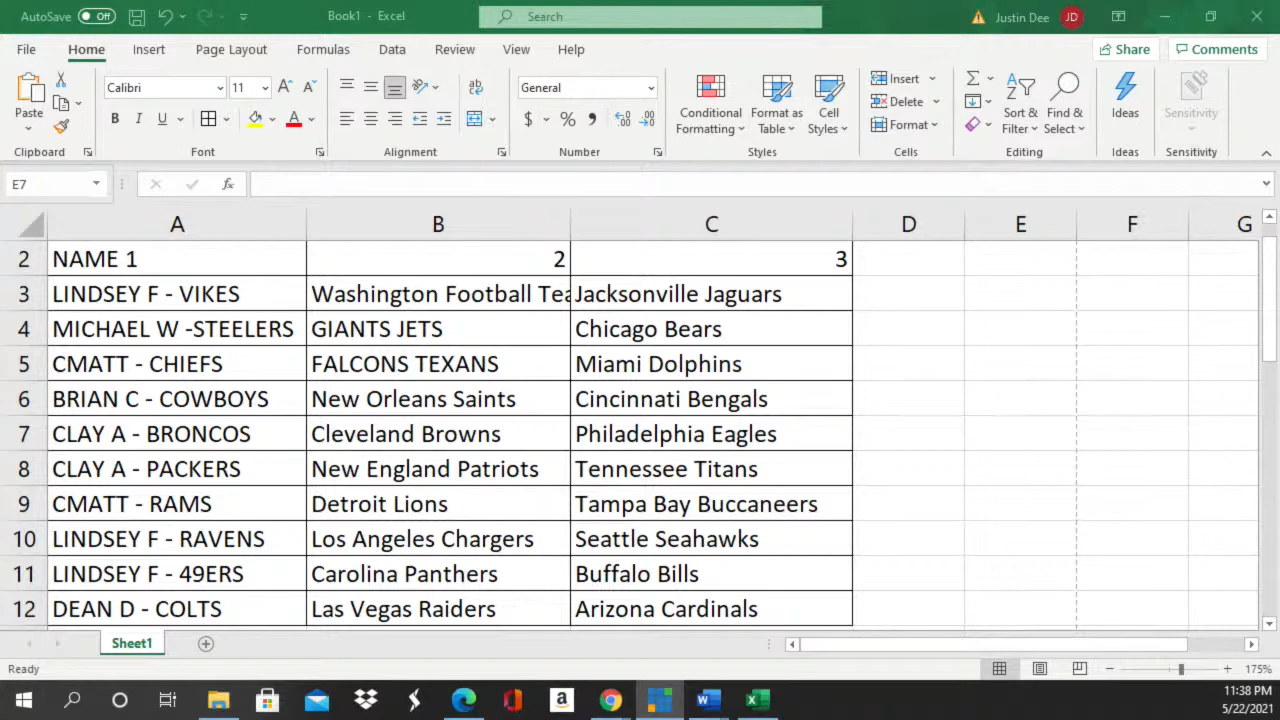 AutoSave Off Book1 - Excel Search Justin Dee JD
File Home Insert Page Layout Formulas Data Review View Help Share Comments
Paste Calibri 11 General Conditional Formatting Format as Table Cell Styles Insert Delete Format Sort & Filter Find & Select Ideas Sensitivity
Clipboard Font Alignment Number Styles Cells Editing Ideas Sensitivity
E7 fx
A B C D E F G
2 NAME 1 2 3
3 LINDSEY F - VIKES Washington Football Tea Jacksonville Jaguars
4 MICHAEL W -STEELERS GIANTS JETS Chicago Bears
5 CMATT - CHIEFS FALCONS TEXANS Miami Dolphins
6 BRIAN C - COWBOYS New Orleans Saints Cincinnati Bengals
7 CLAY A - BRONCOS Cleveland Browns Philadelphia Eagles
8 CLAY A - PACKERS New England Patriots Tennessee Titans
9 CMATT - RAMS Detroit Lions Tampa Bay Buccaneers
10 LINDSEY F - RAVENS Los Angeles Chargers Seattle Seahawks
11 LINDSEY F - 49ERS Carolina Panthers Buffalo Bills
12 DEAN D - COLTS Las Vegas Raiders Arizona Cardinals
Sheet1
Ready 175%
11:38 PM
5/22/2021